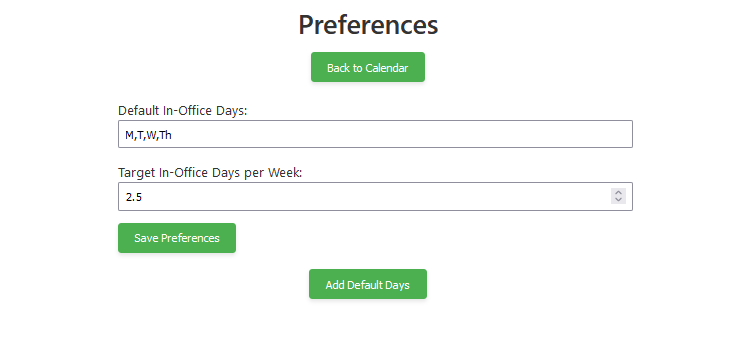 Preferences
Back to Calendar
Default In-Office Days:
M,T,W,Th
Target In-Office Days per Week:
2.5
Save Preferences
Add Default Days